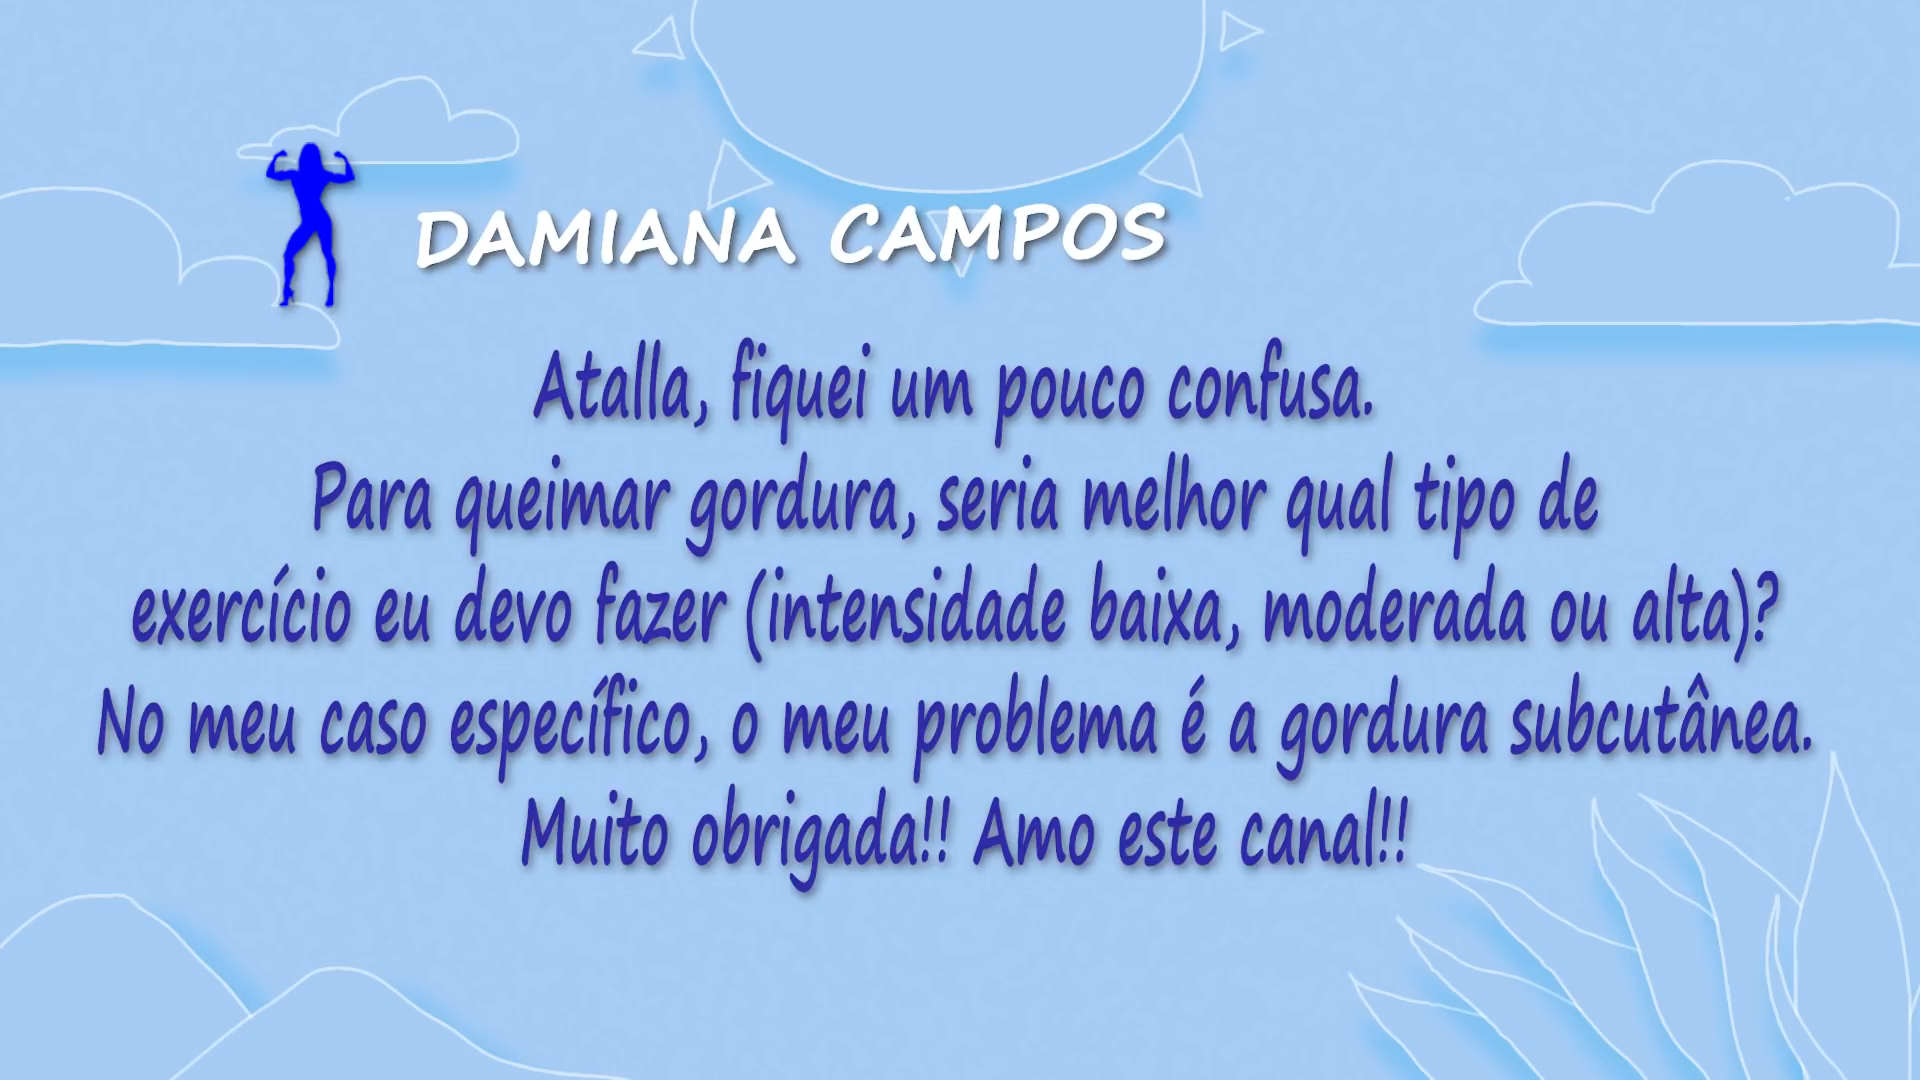 DAMIANA CAMPOS
Atalla, fiquei um pouco confusa.
Para queimar gordura, seria melhor qual tipo de
exercício eu devo fazer (intensidade baixa, moderada ou alta)?
No meu caso específico, o meu problema é a gordura subcutânea.
Muito obrigada!! Amo este canal!!